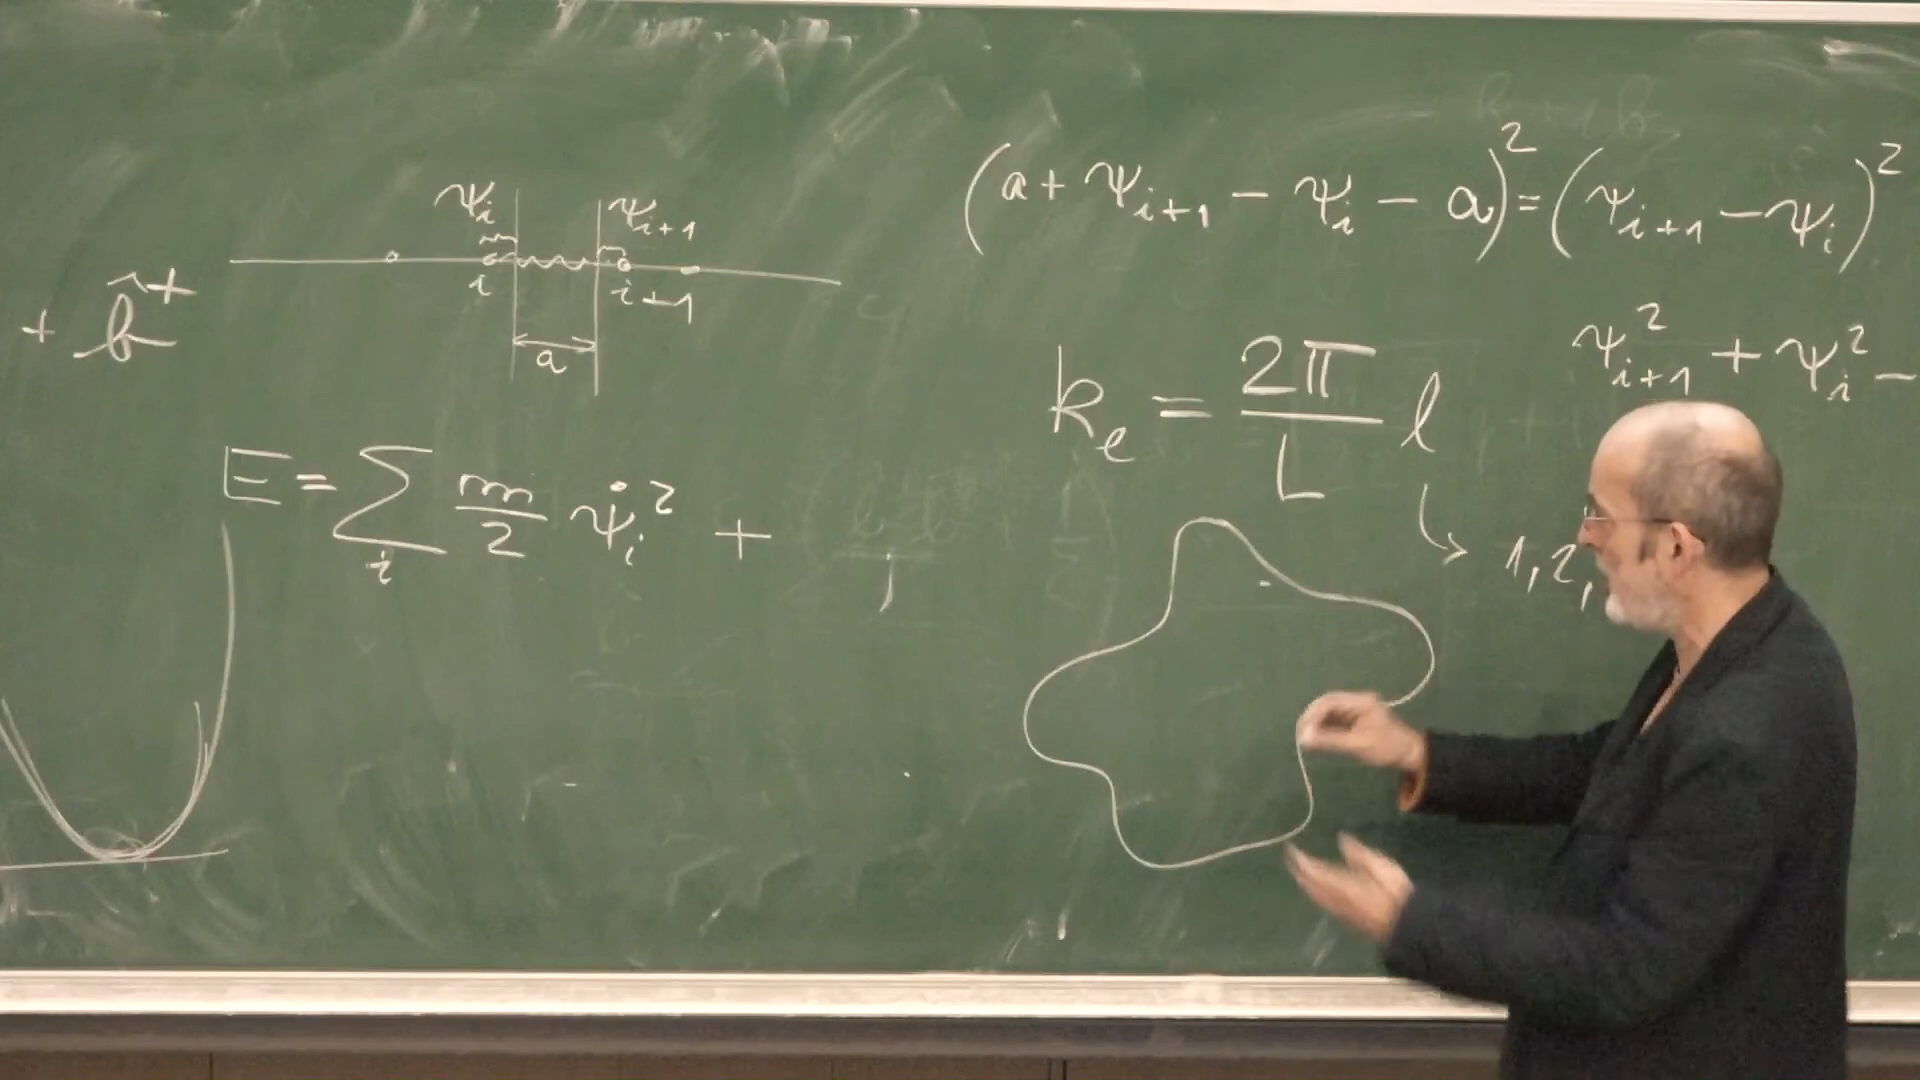 ψ_i ψ_{i+1}
i i+1
a
+ b̂⁺
E = ∑_i m/2 ψ̇_i² +
(a + ψ_{i+1} − ψ_i − a)² = (ψ_{i+1} − ψ_i)²
ψ²_{i+1} + ψ_i² −
k_e = 2π/L l
↳ 1, 2,